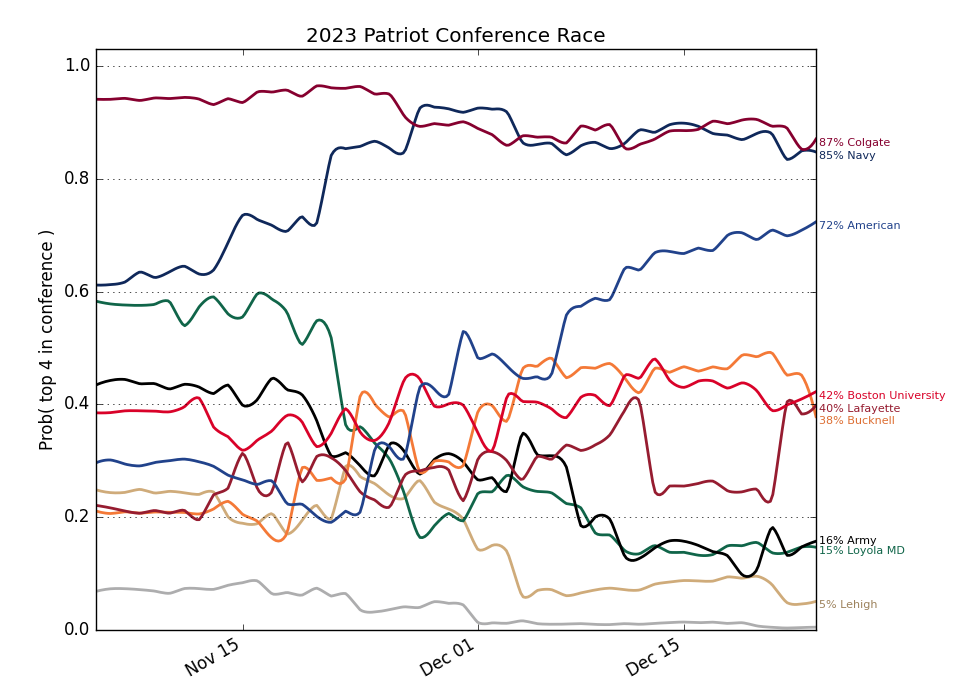 2023 Patriot Conference Race
Prob( top 4 in conference )
1.0
0.8
0.6
0.4
0.2
0.0
Nov 15
Dec 01
Dec 15
87% Colgate
85% Navy
72% American
42% Boston University
40% Lafayette
38% Bucknell
16% Army
15% Loyola MD
5% Lehigh